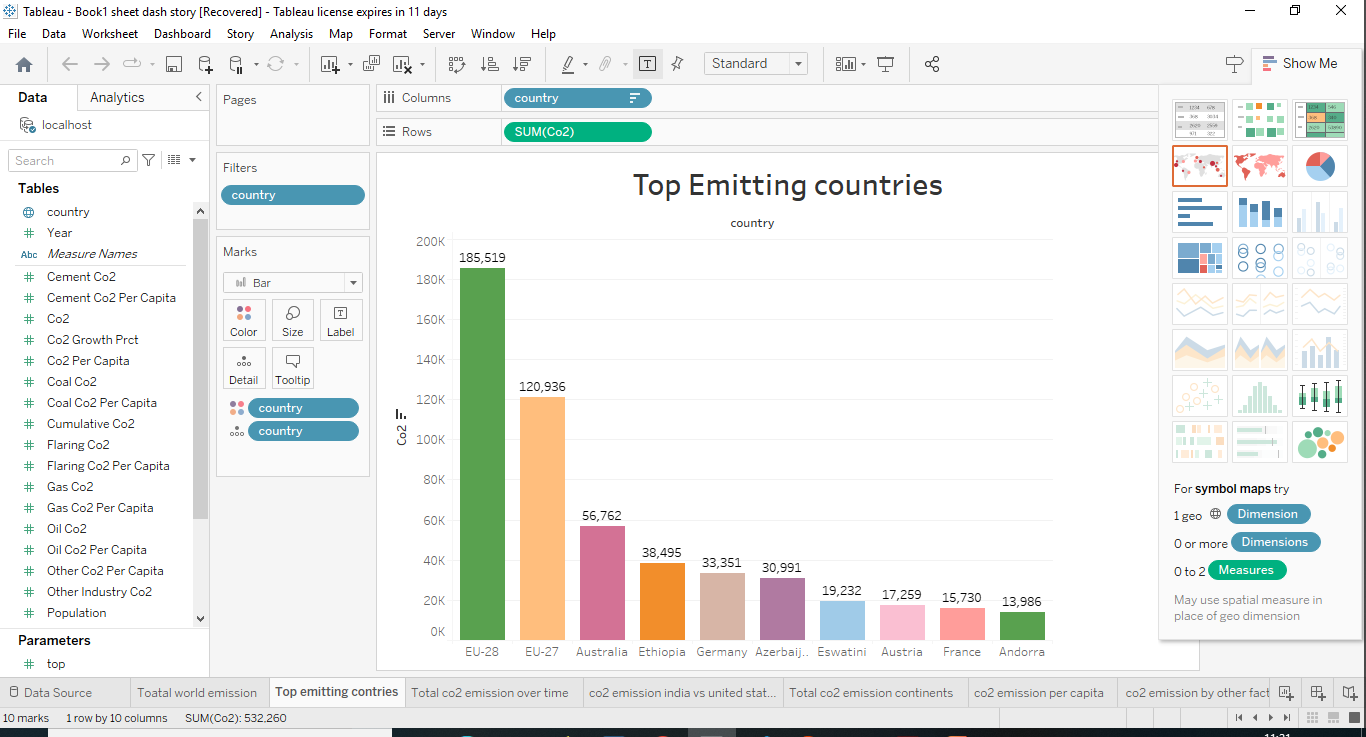 Tableau - Book1 sheet dash story [Recovered] - Tableau license expires in 11 days
File Data Worksheet Dashboard Story Analysis Map Format Server Window Help
Standard
Show Me
Data Analytics
localhost
Search
Tables
country
Year
Abc Measure Names
Cement Co2
Cement Co2 Per Capita
Co2
Co2 Growth Prct
Co2 Per Capita
Coal Co2
Coal Co2 Per Capita
Cumulative Co2
Flaring Co2
Flaring Co2 Per Capita
Gas Co2
Gas Co2 Per Capita
Oil Co2
Oil Co2 Per Capita
Other Co2 Per Capita
Other Industry Co2
Population
Parameters
top
Pages
Filters
country
Marks
Bar
Color Size Label
Detail Tooltip
country
country
Columns country
Rows SUM(Co2)
Top Emitting countries
country
Co2
200K
180K
160K
140K
120K
100K
80K
60K
40K
20K
0K
185,519
120,936
56,762
38,495
33,351
30,991
19,232
17,259
15,730
13,986
EU-28 EU-27 Australia Ethiopia Germany Azerbaij.. Eswatini Austria France Andorra
For symbol maps try
1 geo Dimension
0 or more Dimensions
0 to 2 Measures
May use spatial measure in
place of geo dimension
Data Source Toatal world emission Top emitting contries Total co2 emission over time co2 emission india vs united stat... Total co2 emission continents co2 emission per capita co2 emission by other fact
10 marks 1 row by 10 columns SUM(Co2): 532,260